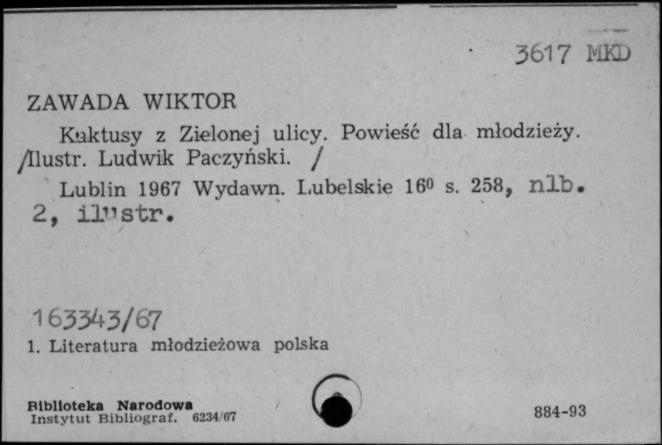 3617 MKD
ZAWADA WIKTOR
Kaktusy z Zielonej ulicy. Powieść dla młodzieży.
/Ilustr. Ludwik Paczyński. /
Lublin 1967 Wydawn. Lubelskie 16⁰ s. 258, nlb.
2, ilustr.
163343/67
1. Literatura młodzieżowa polska
Biblioteka Narodowa
Instytut Bibliograf. 6234/67
884-93